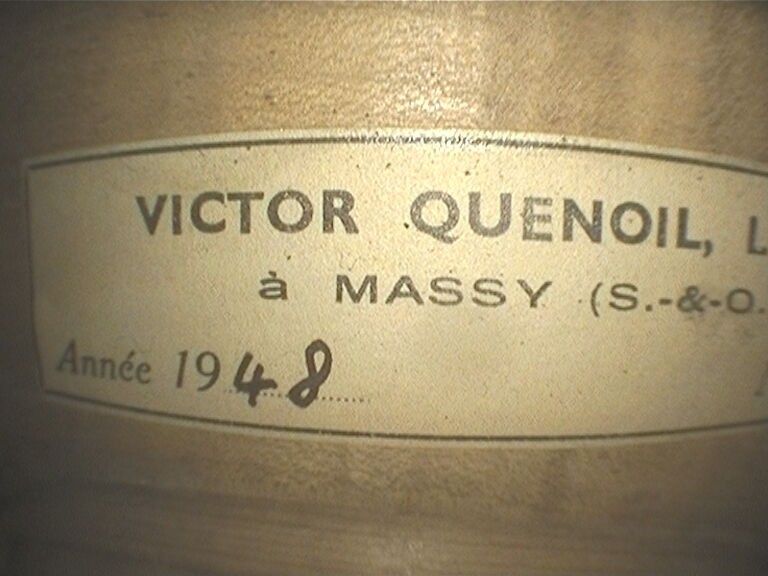 VICTOR QUENOIL, L
à MASSY (S.-&-O.
Année 1948